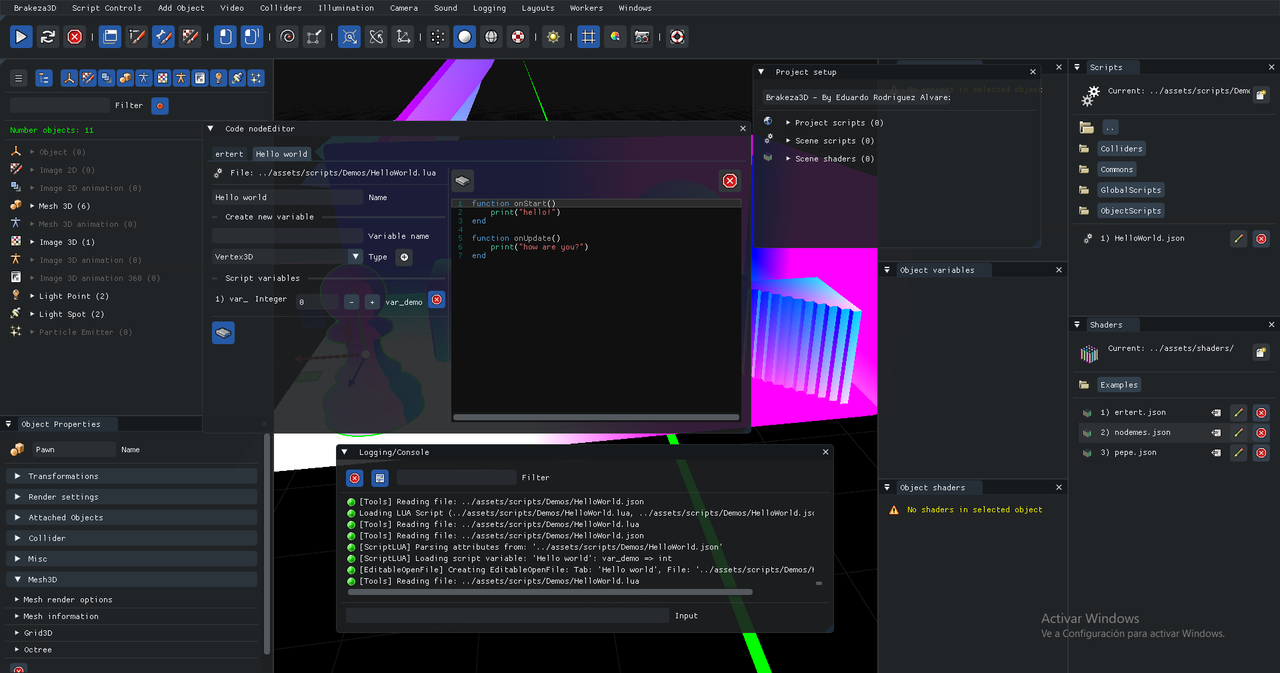 Brakeza3D Script Controls Add Object Video Colliders Illumination Camera Sound Logging Layouts Workers Windows
Filter
Number objects: 11
Object (0)
Image 2D (0)
Image 2D animation (0)
Mesh 3D (6)
Mesh 3D animation (0)
Image 3D (1)
Image 3D animation (0)
Image 3D animation 360 (0)
Light Point (2)
Light Spot (2)
Particle Emitter (0)
Object Properties
Pawn Name
Transformations
Render settings
Attached Objects
Collider
Misc
Mesh3D
Mesh render options
Mesh information
Grid3D
Octree
Code nodeEditor
ertert Hello world
File: ../assets/scripts/Demos/HelloWorld.lua
Hello world Name
Create new variable
Variable name
Vertex3D Type
Script variables
1) var_ Integer 0 - + var_demo
1 function onStart()
2 print("hello!")
3 end
4
5 function onUpdate()
6 print("how are you?")
7 end
Logging/Console
Filter
[Tools] Reading file: ../assets/scripts/Demos/HelloWorld.json
Loading LUA Script (../assets/scripts/Demos/HelloWorld.lua, ../assets/scripts/Demos/HelloWorld.jso
[Tools] Reading file: ../assets/scripts/Demos/HelloWorld.lua
[Tools] Reading file: ../assets/scripts/Demos/HelloWorld.json
[ScriptLUA] Parsing attributes from: '../assets/scripts/Demos/HelloWorld.json'
[ScriptLUA] Loading script variable: 'Hello world': var_demo => int
[EditableOpenFile] Creating EditableOpenFile: Tab: 'Hello world', File: '../assets/scripts/Demos/H
[Tools] Reading file: ../assets/scripts/Demos/HelloWorld.lua
Input
Project setup
Brakeza3D - By Eduardo Rodriguez Alvare:
Project scripts (0)
Scene scripts (0)
Scene shaders (0)
Object variables
Object shaders
No shaders in selected object
Scripts
Current: ../assets/scripts/Demo
..
Colliders
Commons
GlobalScripts
ObjectScripts
1) HelloWorld.json
Shaders
Current: ../assets/shaders/
Examples
1) ertert.json
2) nodemes.json
3) pepe.json
Activar Windows
Ve a Configuración para activar Windows.